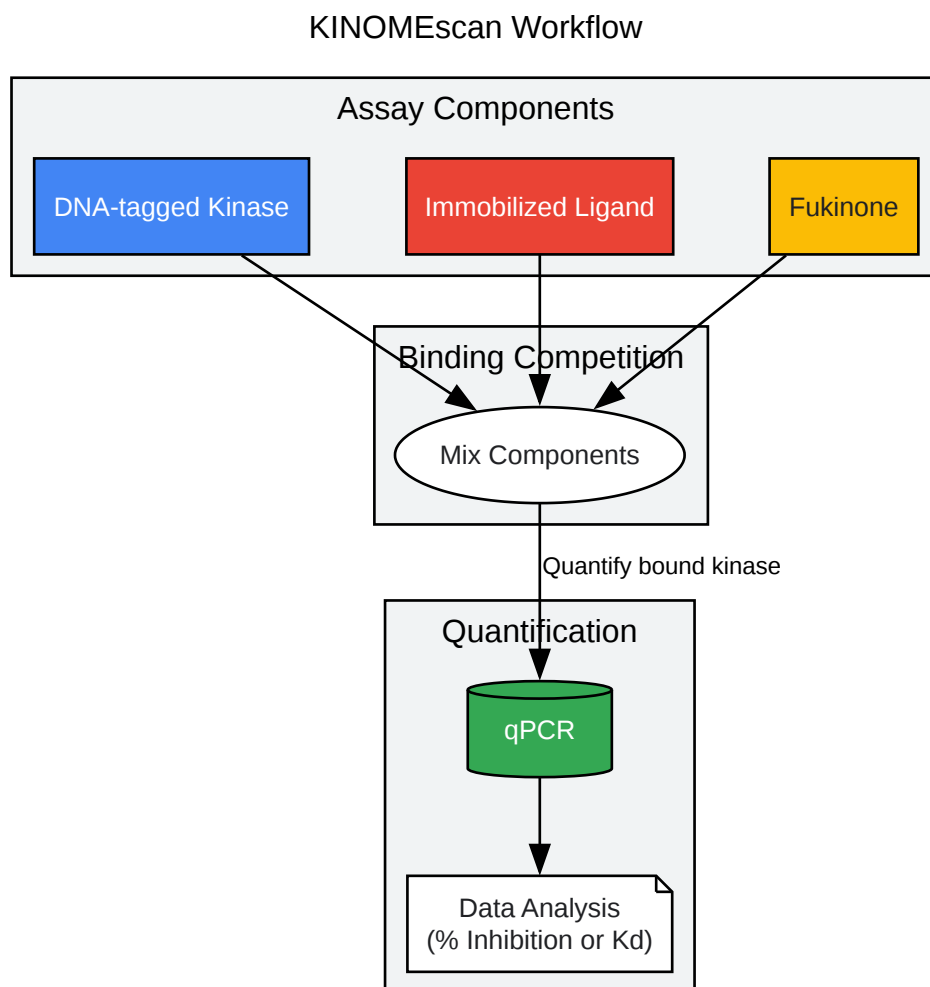 KINOMEscan Workflow
Assay Components
DNA-tagged Kinase
Immobilized Ligand
Fukinone
Binding Competition
Mix Components
Quantify bound kinase
Quantification
qPCR
Data Analysis
(% Inhibition or Kd)